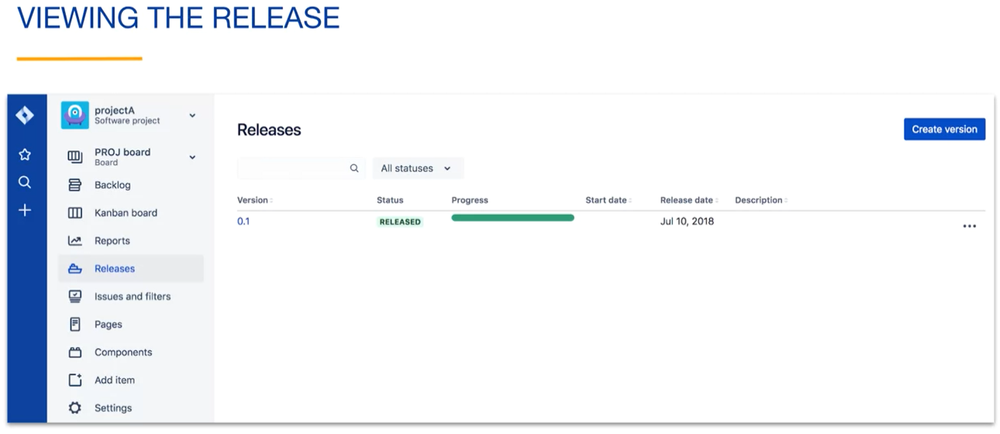 VIEWING THE RELEASE
projectA
Software project
PROJ board
Board
Backlog
Kanban board
Reports
Releases
Issues and filters
Pages
Components
Add item
Settings
Releases
Create version
All statuses
Version Status Progress Start date Release date Description
0.1 RELEASED Jul 10, 2018